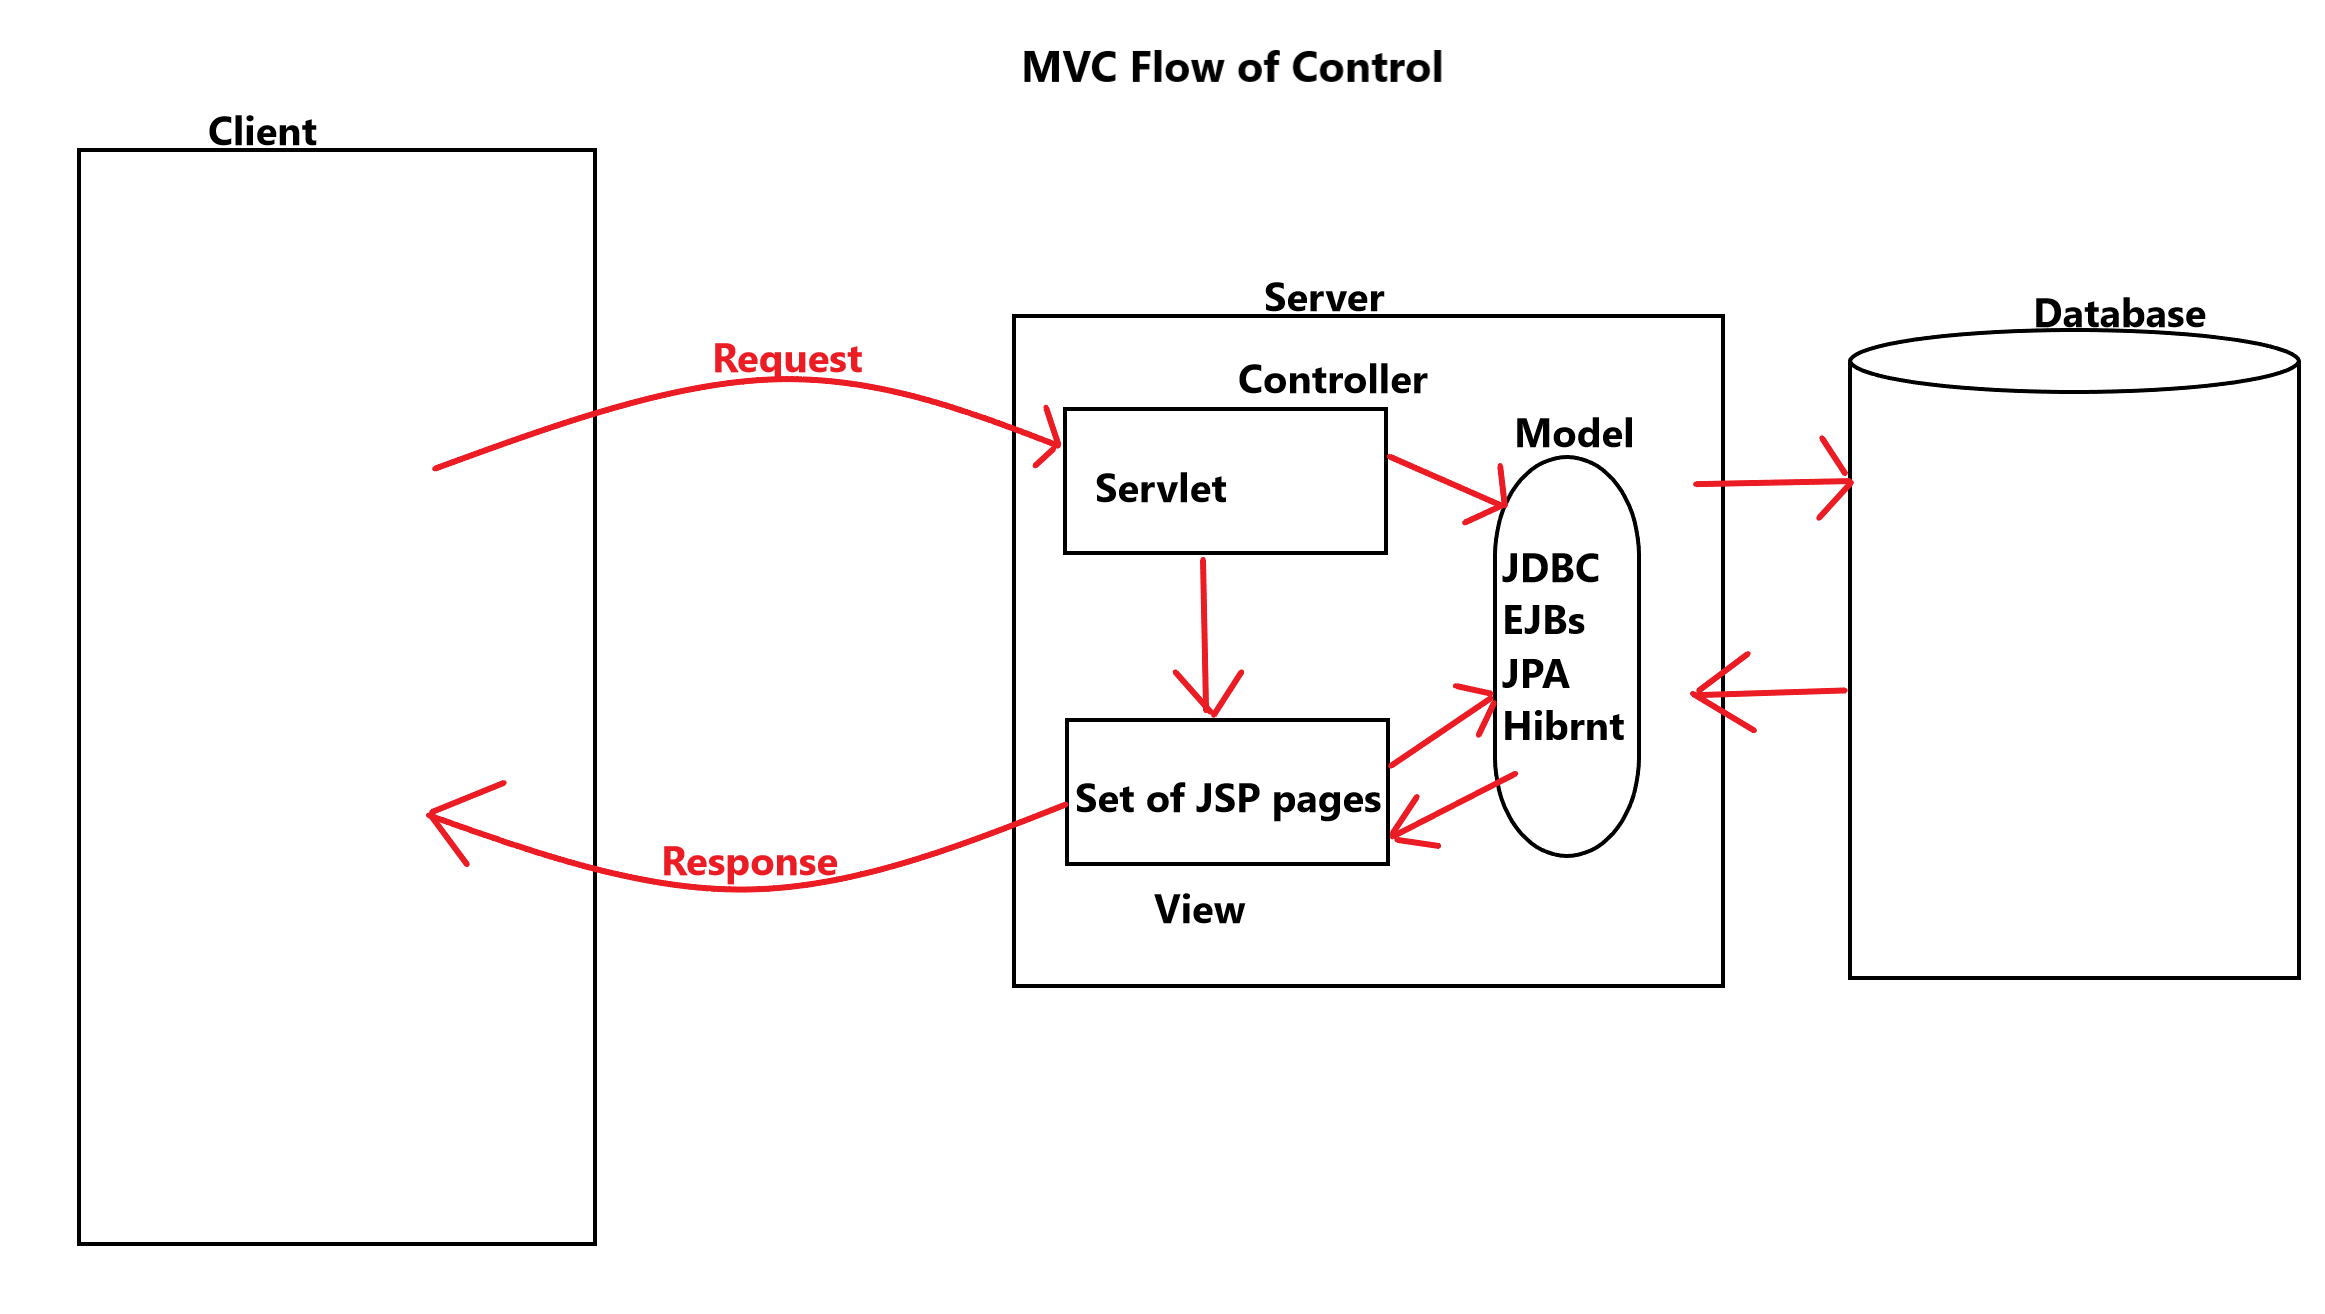 MVC Flow of Control
Client
Request
Server
Controller
Servlet
Model
JDBC
EJBs
JPA
Hibrnt
Set of JSP pages
View
Response
Database